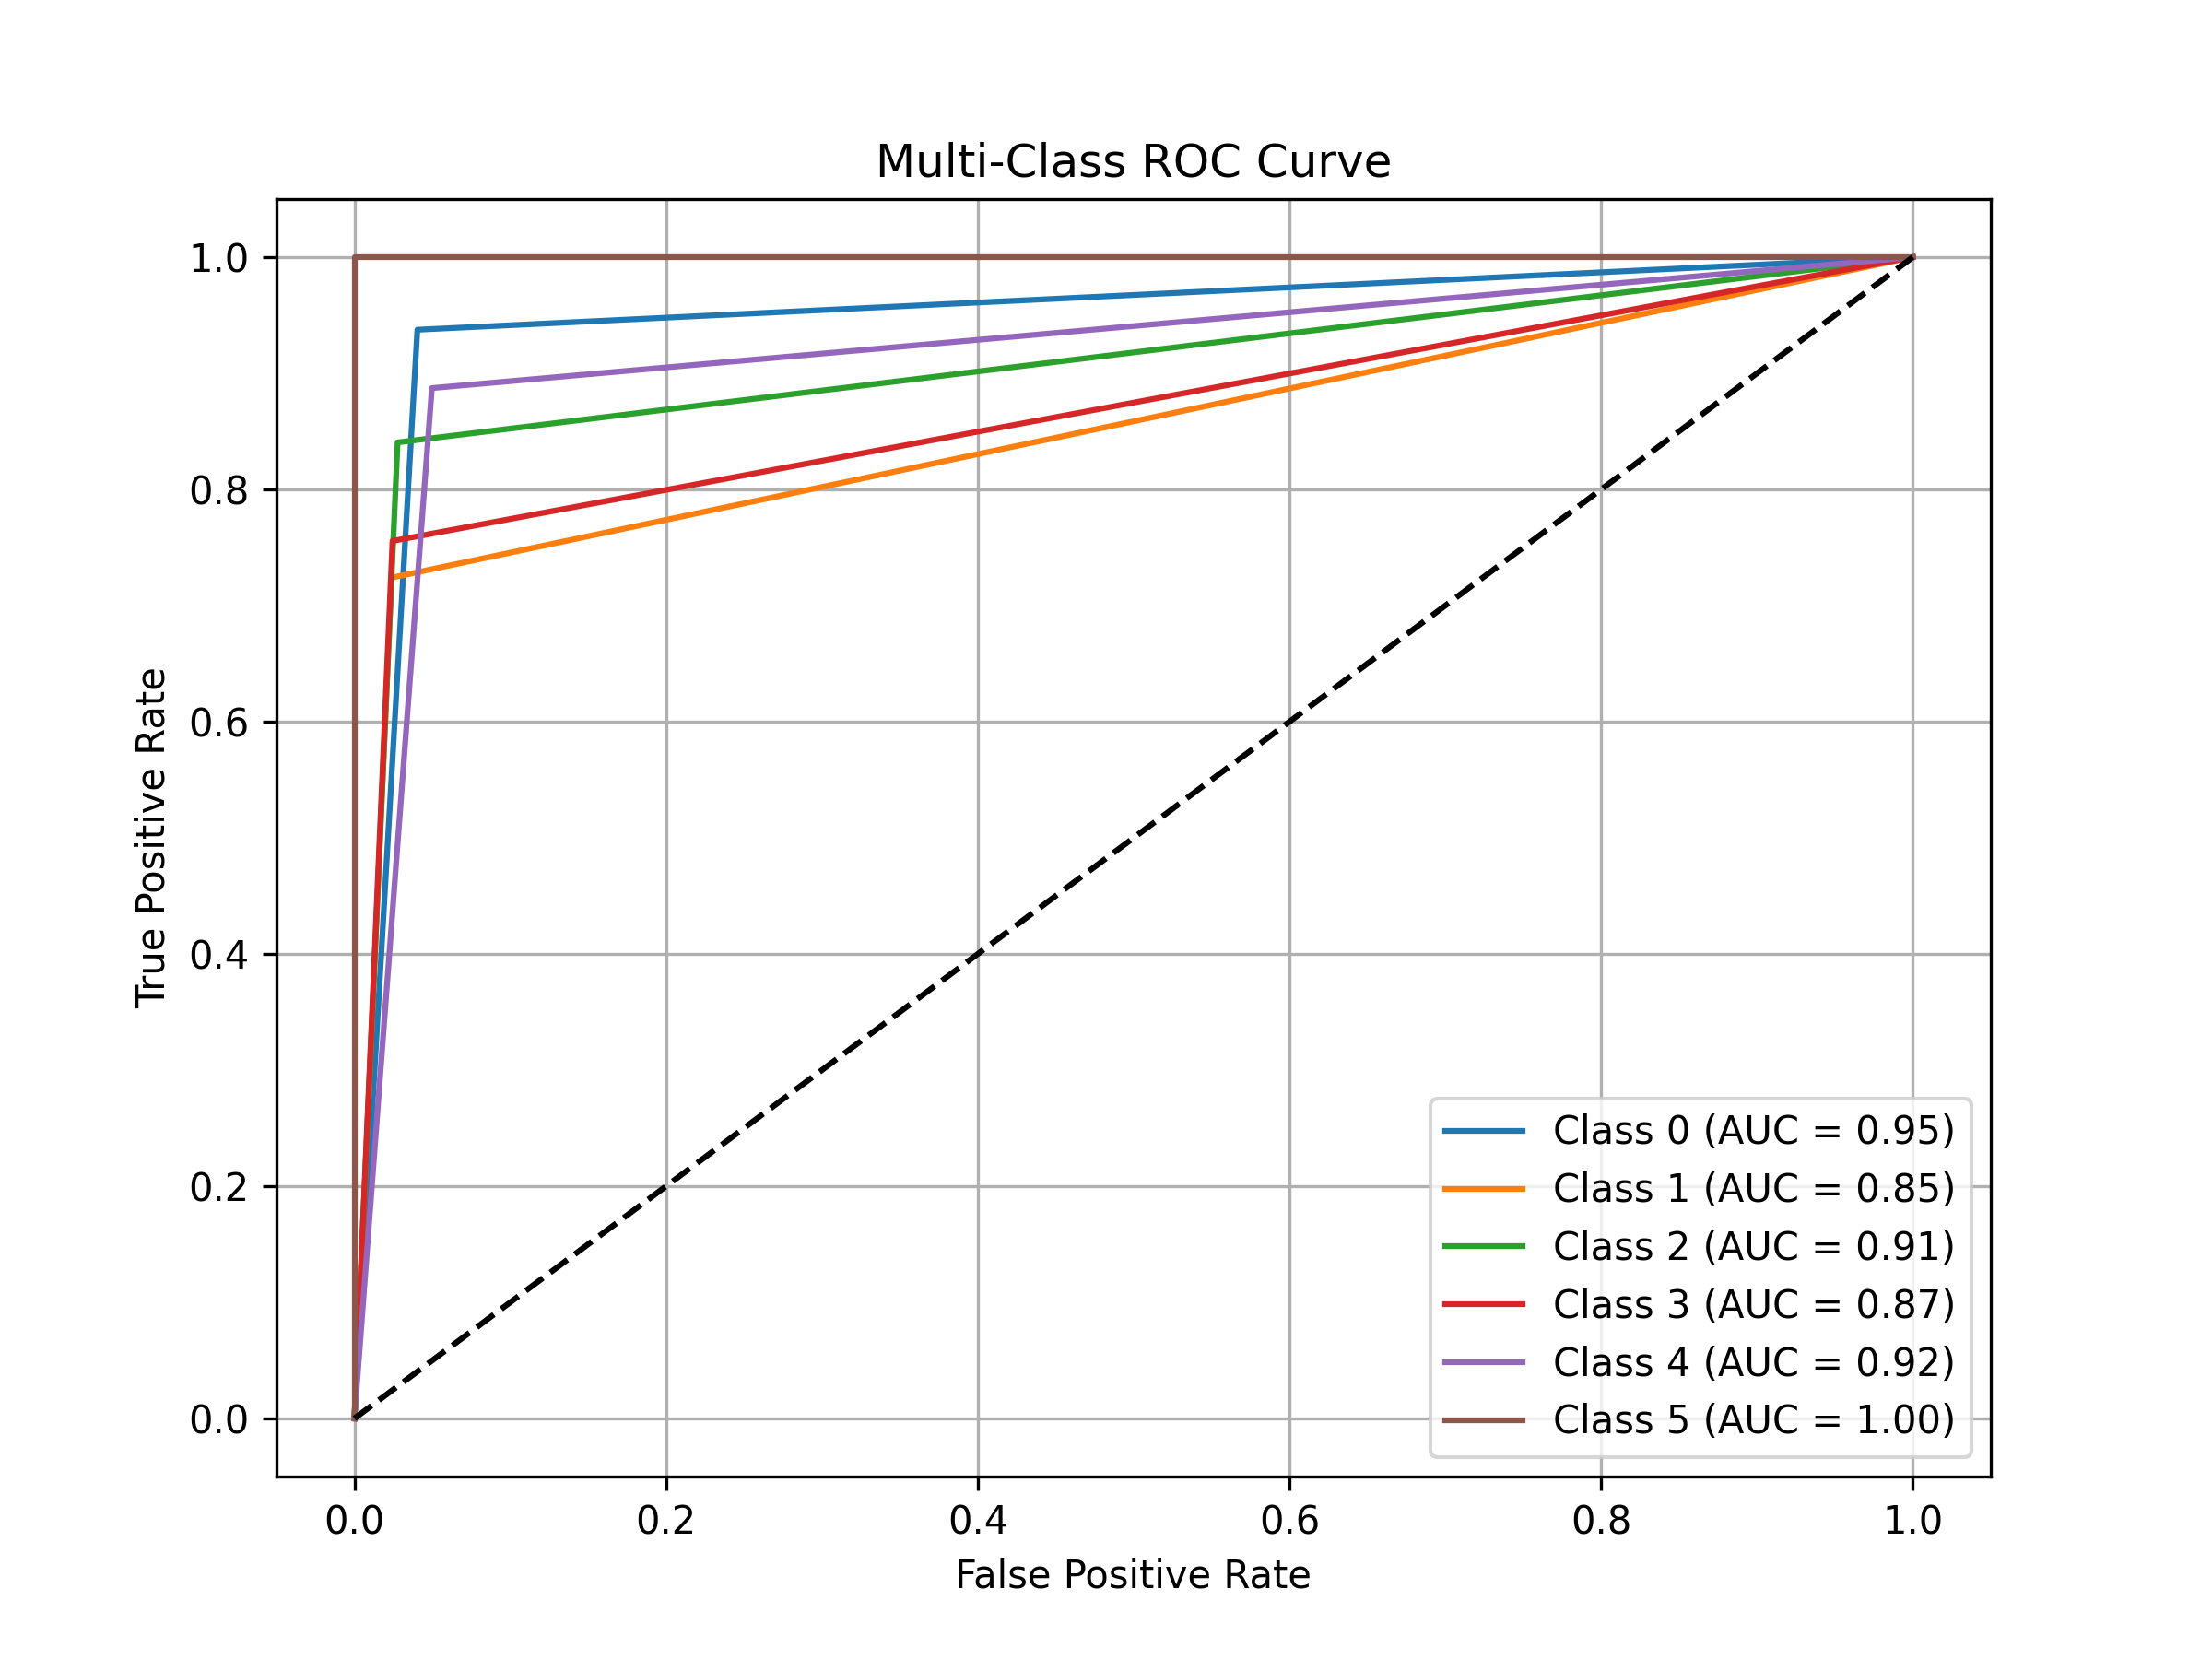 Multi-Class ROC Curve
True Positive Rate
1.0
0.8
0.6
0.4
0.2
0.0
Class 0 (AUC = 0.95)
Class 1 (AUC = 0.85)
Class 2 (AUC = 0.91)
Class 3 (AUC = 0.87)
Class 4 (AUC = 0.92)
Class 5 (AUC = 1.00)
0.0 0.2 0.4 0.6 0.8 1.0
False Positive Rate